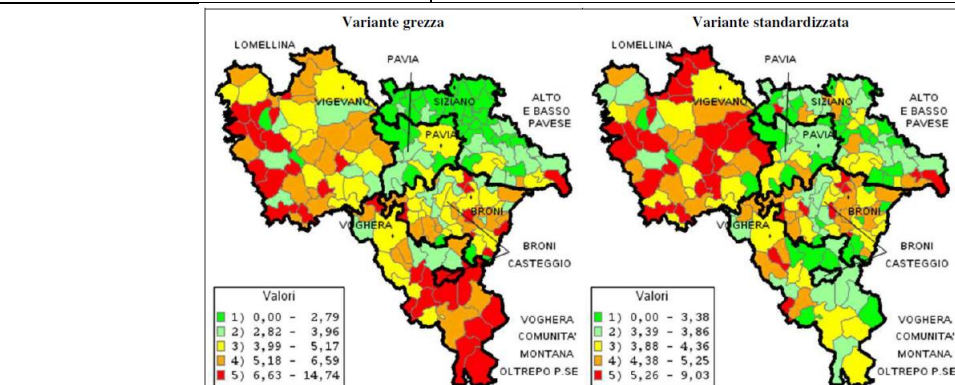 Variante grezza
LOMELLINA
PAVIA
VIGEVANO
SIZIANO
ALTO
E BASSO
PAVESE
PAVIA
VOGHERA
BRONI
BRONI
CASTEGGIO
VOGHERA
COMUNITA'
MONTANA
OLTREPO P.SE
Valori
1) 0,00 - 2,79
2) 2,82 - 3,96
3) 3,99 - 5,17
4) 5,18 - 6,59
5) 6,63 - 14,74
Variante standardizzata
LOMELLINA
PAVIA
VIGEVANO
SIZIANO
ALTO
E BASSO
PAVESE
PAVIA
VOGHERA
BRONI
BRONI
CASTEGGIO
VOGHERA
COMUNITA'
MONTANA
OLTREPO P.SE
Valori
1) 0,00 - 3,38
2) 3,39 - 3,86
3) 3,88 - 4,36
4) 4,38 - 5,25
5) 5,26 - 9,03